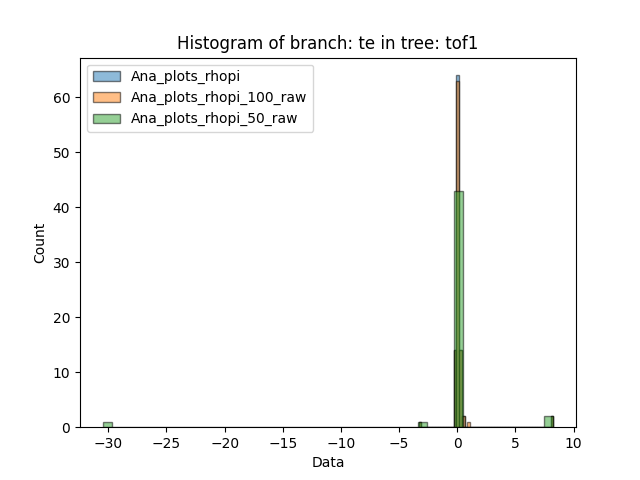 Histogram of branch: te in tree: tof1
Ana_plots_rhopi
Ana_plots_rhopi_100_raw
Ana_plots_rhopi_50_raw
60
50
40
30
20
10
0
Count
−30 −25 −20 −15 −10 −5 0 5 10
Data